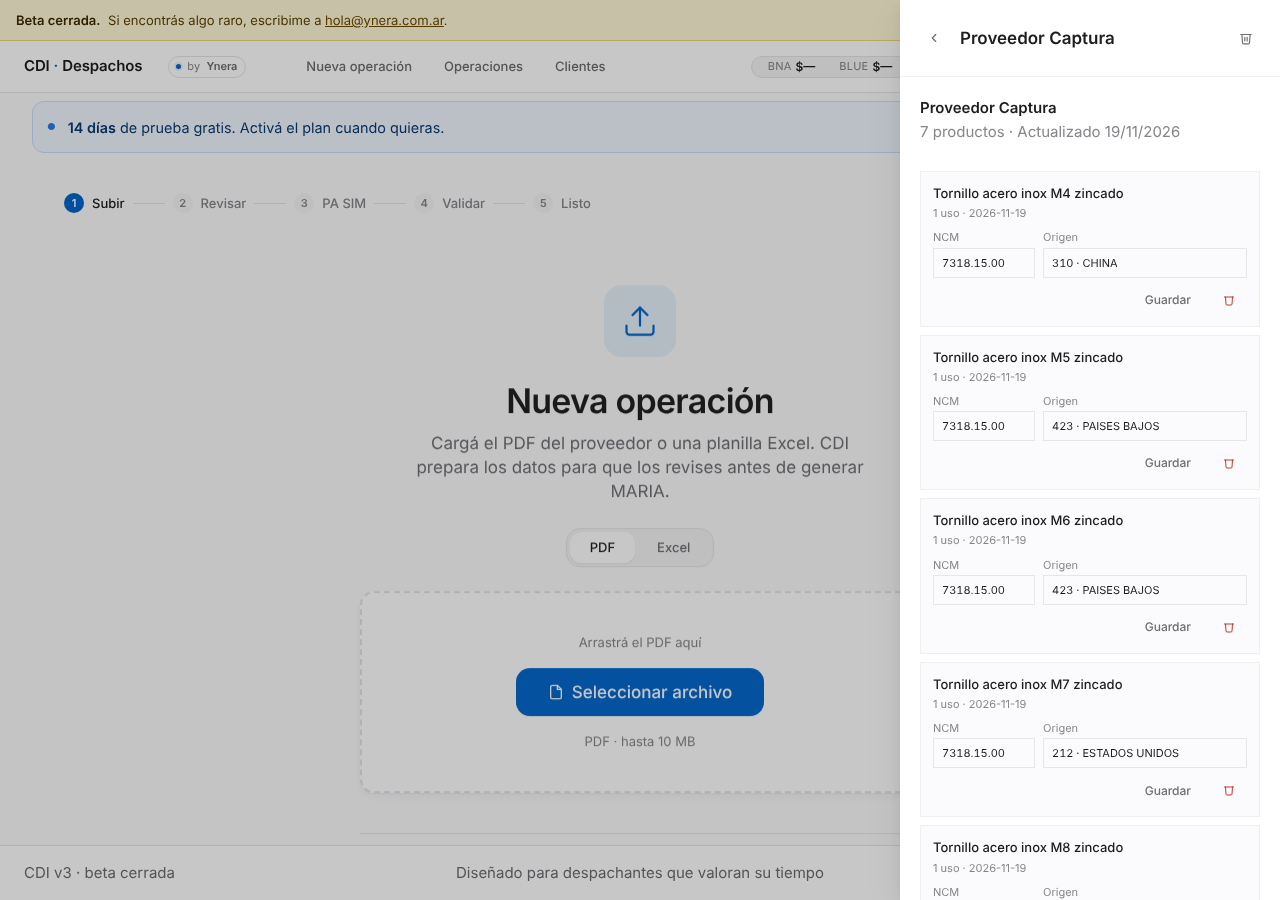 Beta cerrada. Si encontrás algo raro, escribime a hola@ynera.com.ar.
CDI · Despachos
by Ynera
Nueva operación
Operaciones
Clientes
BNA $—
BLUE $—
14 días de prueba gratis. Activá el plan cuando quieras.
1 Subir
2 Revisar
3 PA SIM
4 Validar
5 Listo
Nueva operación
Cargá el PDF del proveedor o una planilla Excel. CDI
prepara los datos para que los revises antes de generar
MARIA.
PDF
Excel
Arrastrá el PDF aquí
Seleccionar archivo
PDF · hasta 10 MB
CDI v3 · beta cerrada
Diseñado para despachantes que valoran su tiempo
Proveedor Captura
Proveedor Captura
7 productos · Actualizado 19/11/2026
Tornillo acero inox M4 zincado
1 uso · 2026-11-19
NCM
Origen
7318.15.00
310 · CHINA
Guardar
Tornillo acero inox M5 zincado
1 uso · 2026-11-19
NCM
Origen
7318.15.00
423 · PAISES BAJOS
Guardar
Tornillo acero inox M6 zincado
1 uso · 2026-11-19
NCM
Origen
7318.15.00
423 · PAISES BAJOS
Guardar
Tornillo acero inox M7 zincado
1 uso · 2026-11-19
NCM
Origen
7318.15.00
212 · ESTADOS UNIDOS
Guardar
Tornillo acero inox M8 zincado
1 uso · 2026-11-19
NCM
Origen